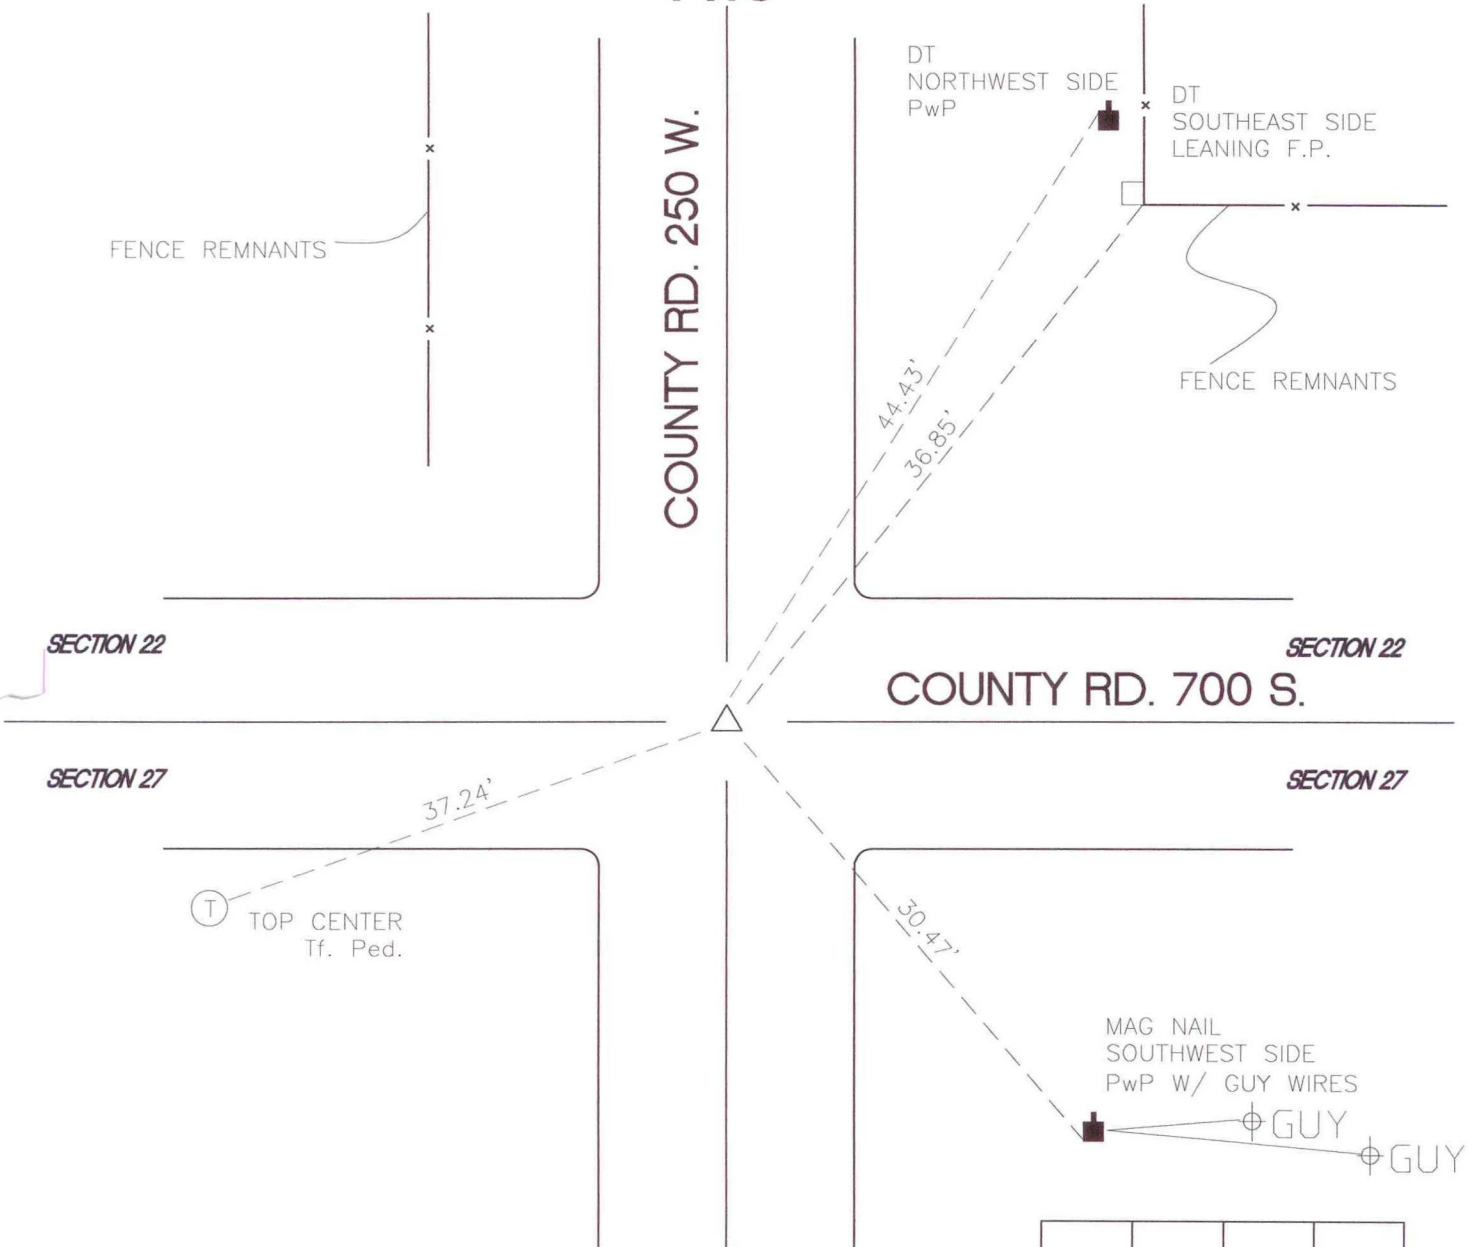 DT
NORTHWEST SIDE
PwP
DT
SOUTHEAST SIDE
LEANING F.P.
COUNTY RD. 250 W.
FENCE REMNANTS
FENCE REMNANTS
44.43'
36.85'
SECTION 22
SECTION 22
COUNTY RD. 700 S.
SECTION 27
SECTION 27
37.24'
T
TOP CENTER
Tf. Ped.
30.47'
MAG NAIL
SOUTHWEST SIDE
PwP W/ GUY WIRES
GUY
GUY